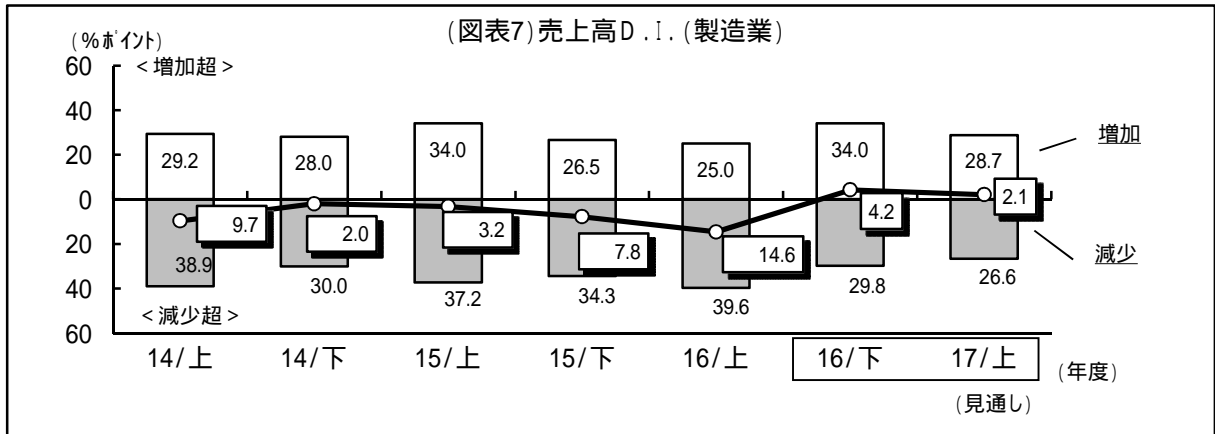 (図表7)売上高D.I.(製造業)
(%ポイント)
60 <増加超>
40
20
0
20
40
60
<減少超>
29.2 28.0 34.0 26.5 25.0 34.0 28.7
増加
9.7 2.0 3.2 7.8 14.6 4.2 2.1
減少
38.9 30.0 37.2 34.3 39.6 29.8 26.6
14/上 14/下 15/上 15/下 16/上 16/下 17/上 (年度)
(見通し)